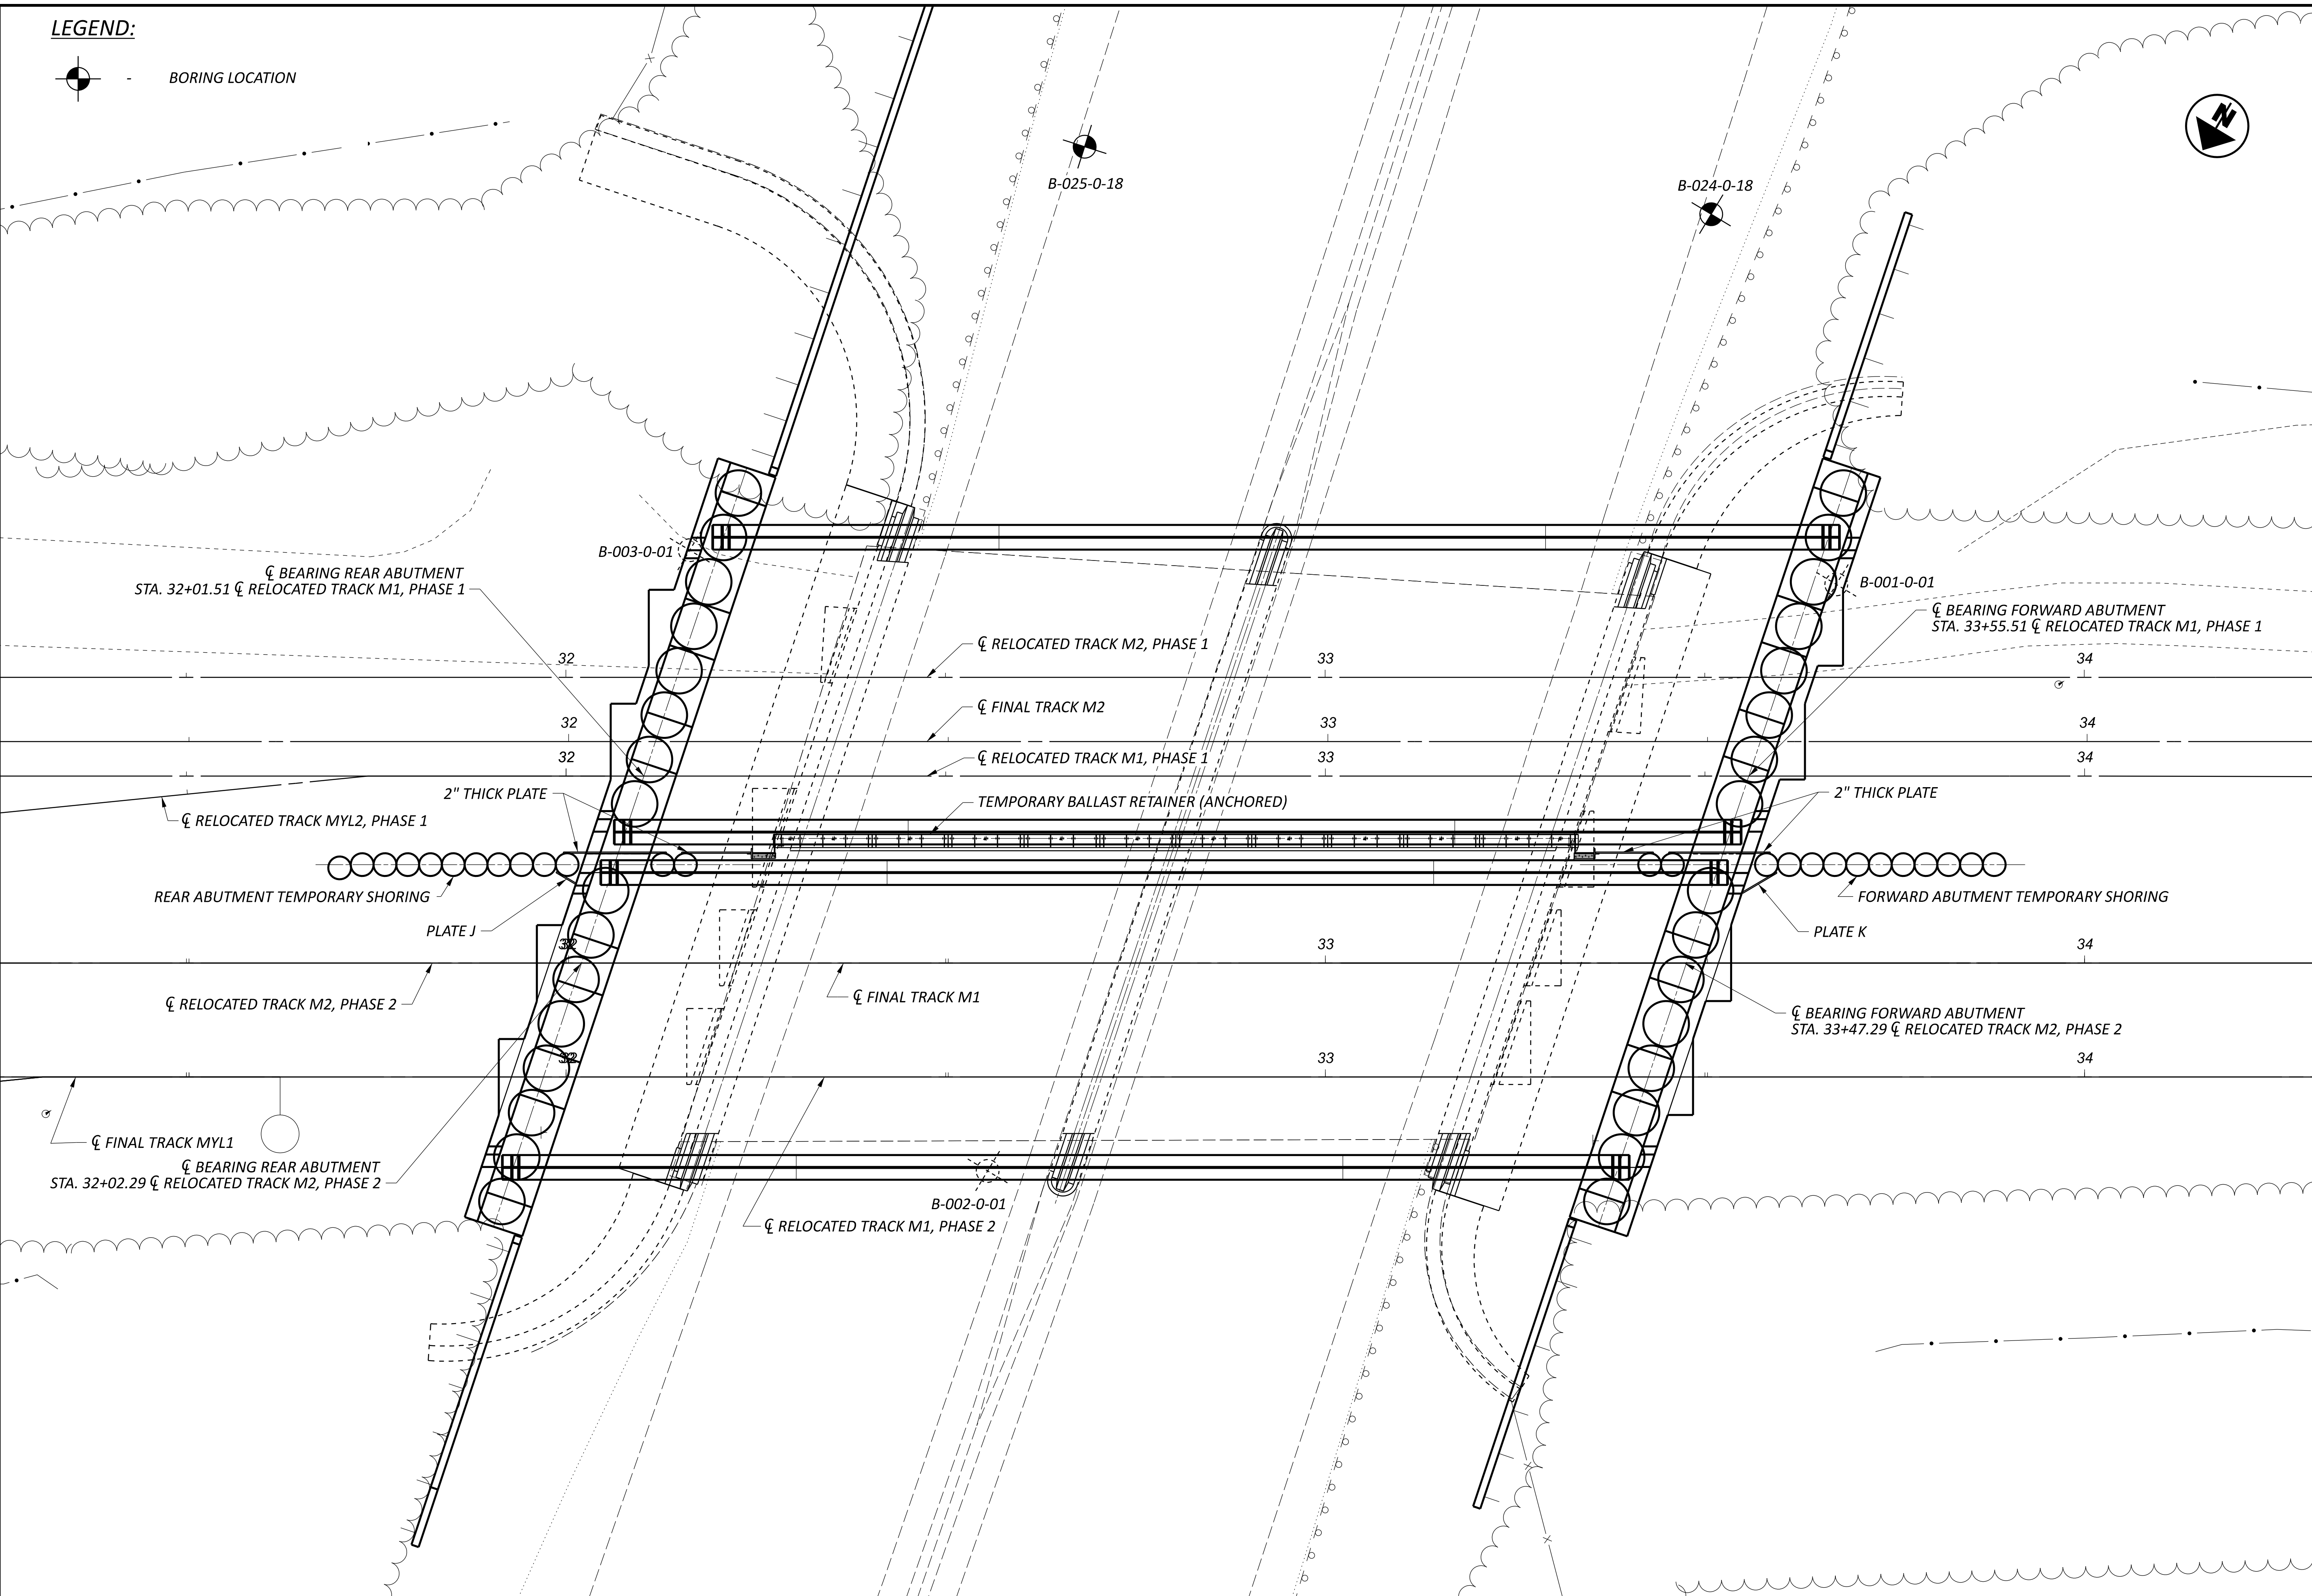 LEGEND:
- BORING LOCATION
N
B-025-0-18
B-024-0-18
B-003-0-01
B-001-0-01
℄ BEARING REAR ABUTMENT
STA. 32+01.51 ℄ RELOCATED TRACK M1, PHASE 1
℄ BEARING FORWARD ABUTMENT
STA. 33+55.51 ℄ RELOCATED TRACK M1, PHASE 1
℄ RELOCATED TRACK M2, PHASE 1
32
33
34
℄ FINAL TRACK M2
32
33
34
℄ RELOCATED TRACK M1, PHASE 1
32
33
34
2" THICK PLATE
TEMPORARY BALLAST RETAINER (ANCHORED)
2" THICK PLATE
℄ RELOCATED TRACK MYL2, PHASE 1
REAR ABUTMENT TEMPORARY SHORING
FORWARD ABUTMENT TEMPORARY SHORING
PLATE J
PLATE K
32
32
33
34
℄ RELOCATED TRACK M2, PHASE 2
℄ FINAL TRACK M1
℄ BEARING FORWARD ABUTMENT
STA. 33+47.29 ℄ RELOCATED TRACK M2, PHASE 2
32
32
33
34
℄ FINAL TRACK MYL1
℄ BEARING REAR ABUTMENT
STA. 32+02.29 ℄ RELOCATED TRACK M2, PHASE 2
B-002-0-01
℄ RELOCATED TRACK M1, PHASE 2